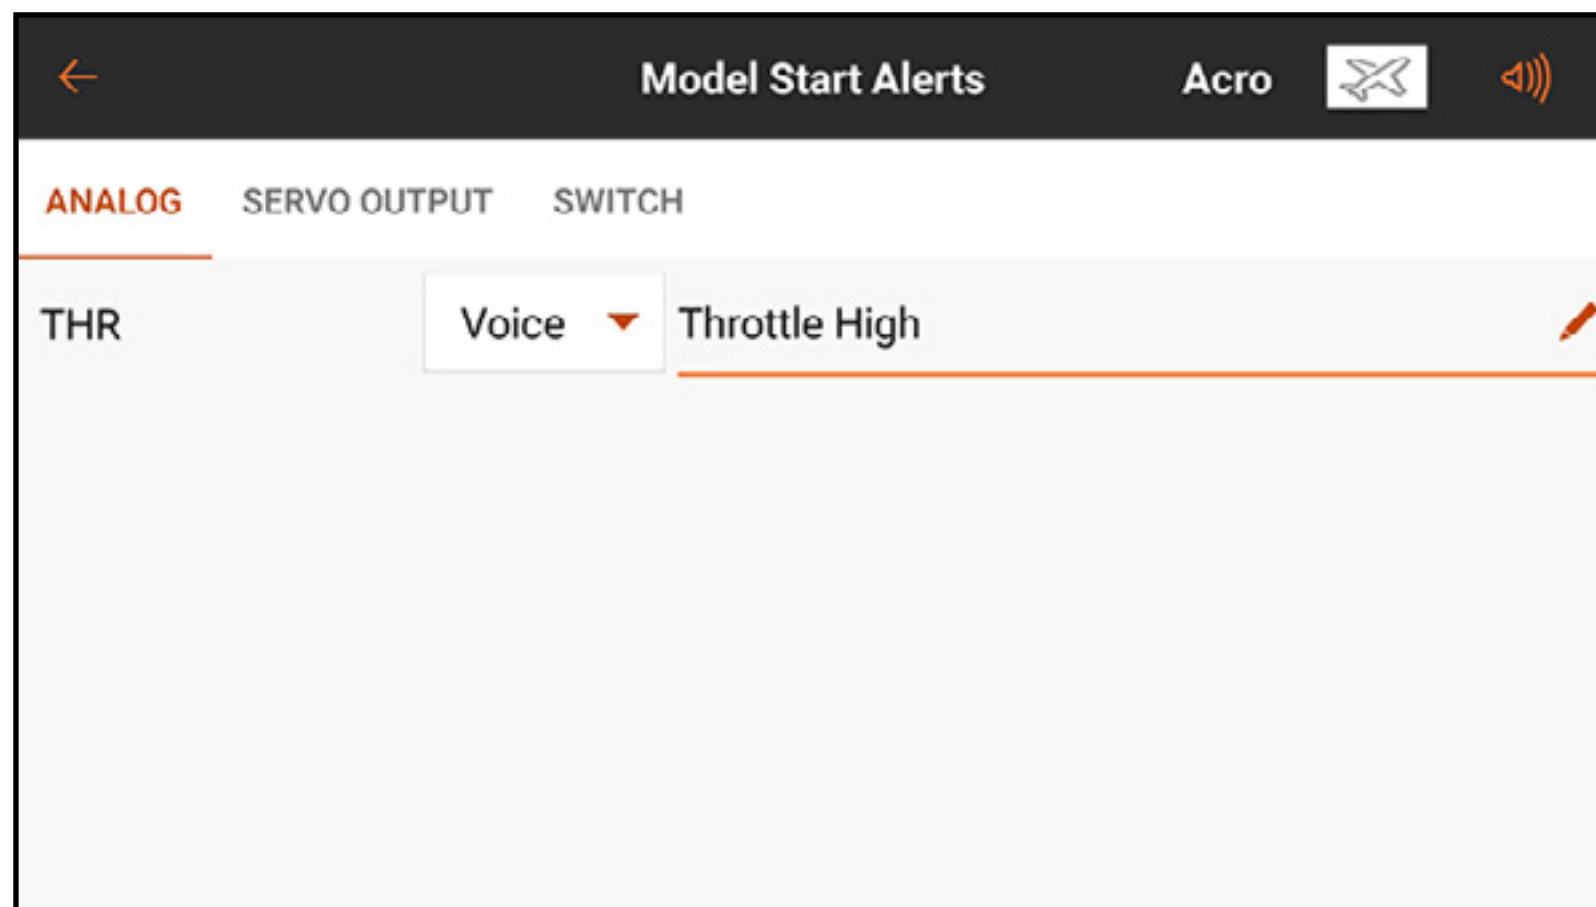 Model Start Alerts Acro
ANALOG SERVO OUTPUT SWITCH
THR Voice Throttle High